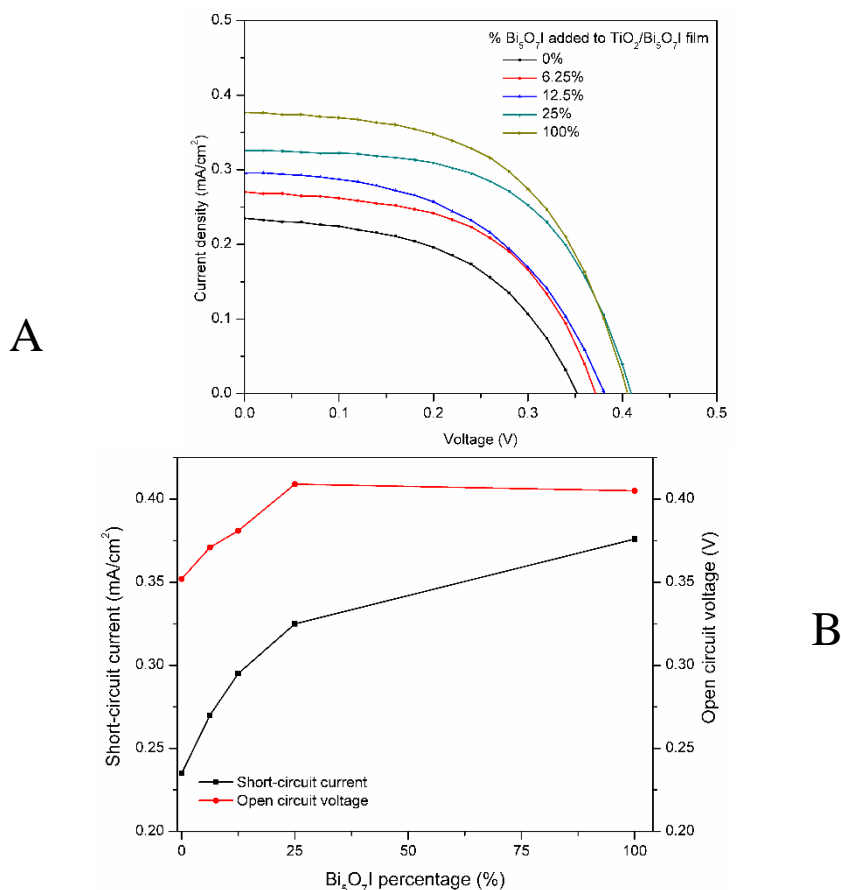 % Bi₅O₇I added to TiO₂/Bi₅O₇I film
0%
6.25%
12.5%
25%
100%
0.5
0.4
0.3
0.2
0.1
0.0
Current density (mA/cm²)
0.0 0.1 0.2 0.3 0.4 0.5
Voltage (V)
A
0.40
0.35
0.30
0.25
0.20
Short-circuit current (mA/cm²)
Short-circuit current
Open circuit voltage
0.40
0.35
0.30
0.25
0.20
Open circuit voltage (V)
0 25 50 75 100
Bi₅O₇I percentage (%)
B